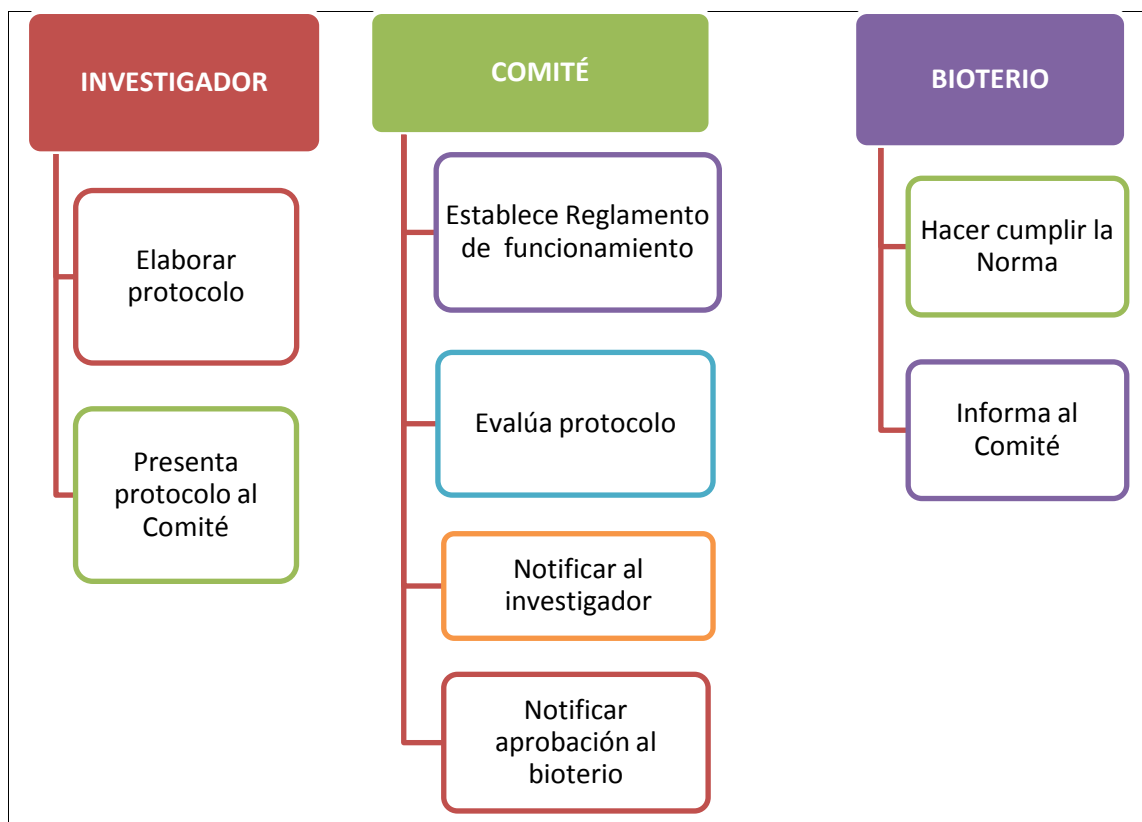 INVESTIGADOR
Elaborar
protocolo
Presenta
protocolo al
Comité
COMITÉ
Establece Reglamento
de funcionamiento
Evalúa protocolo
Notificar al
investigador
Notificar
aprobación al
bioterio
BIOTERIO
Hacer cumplir la
Norma
Informa al
Comité